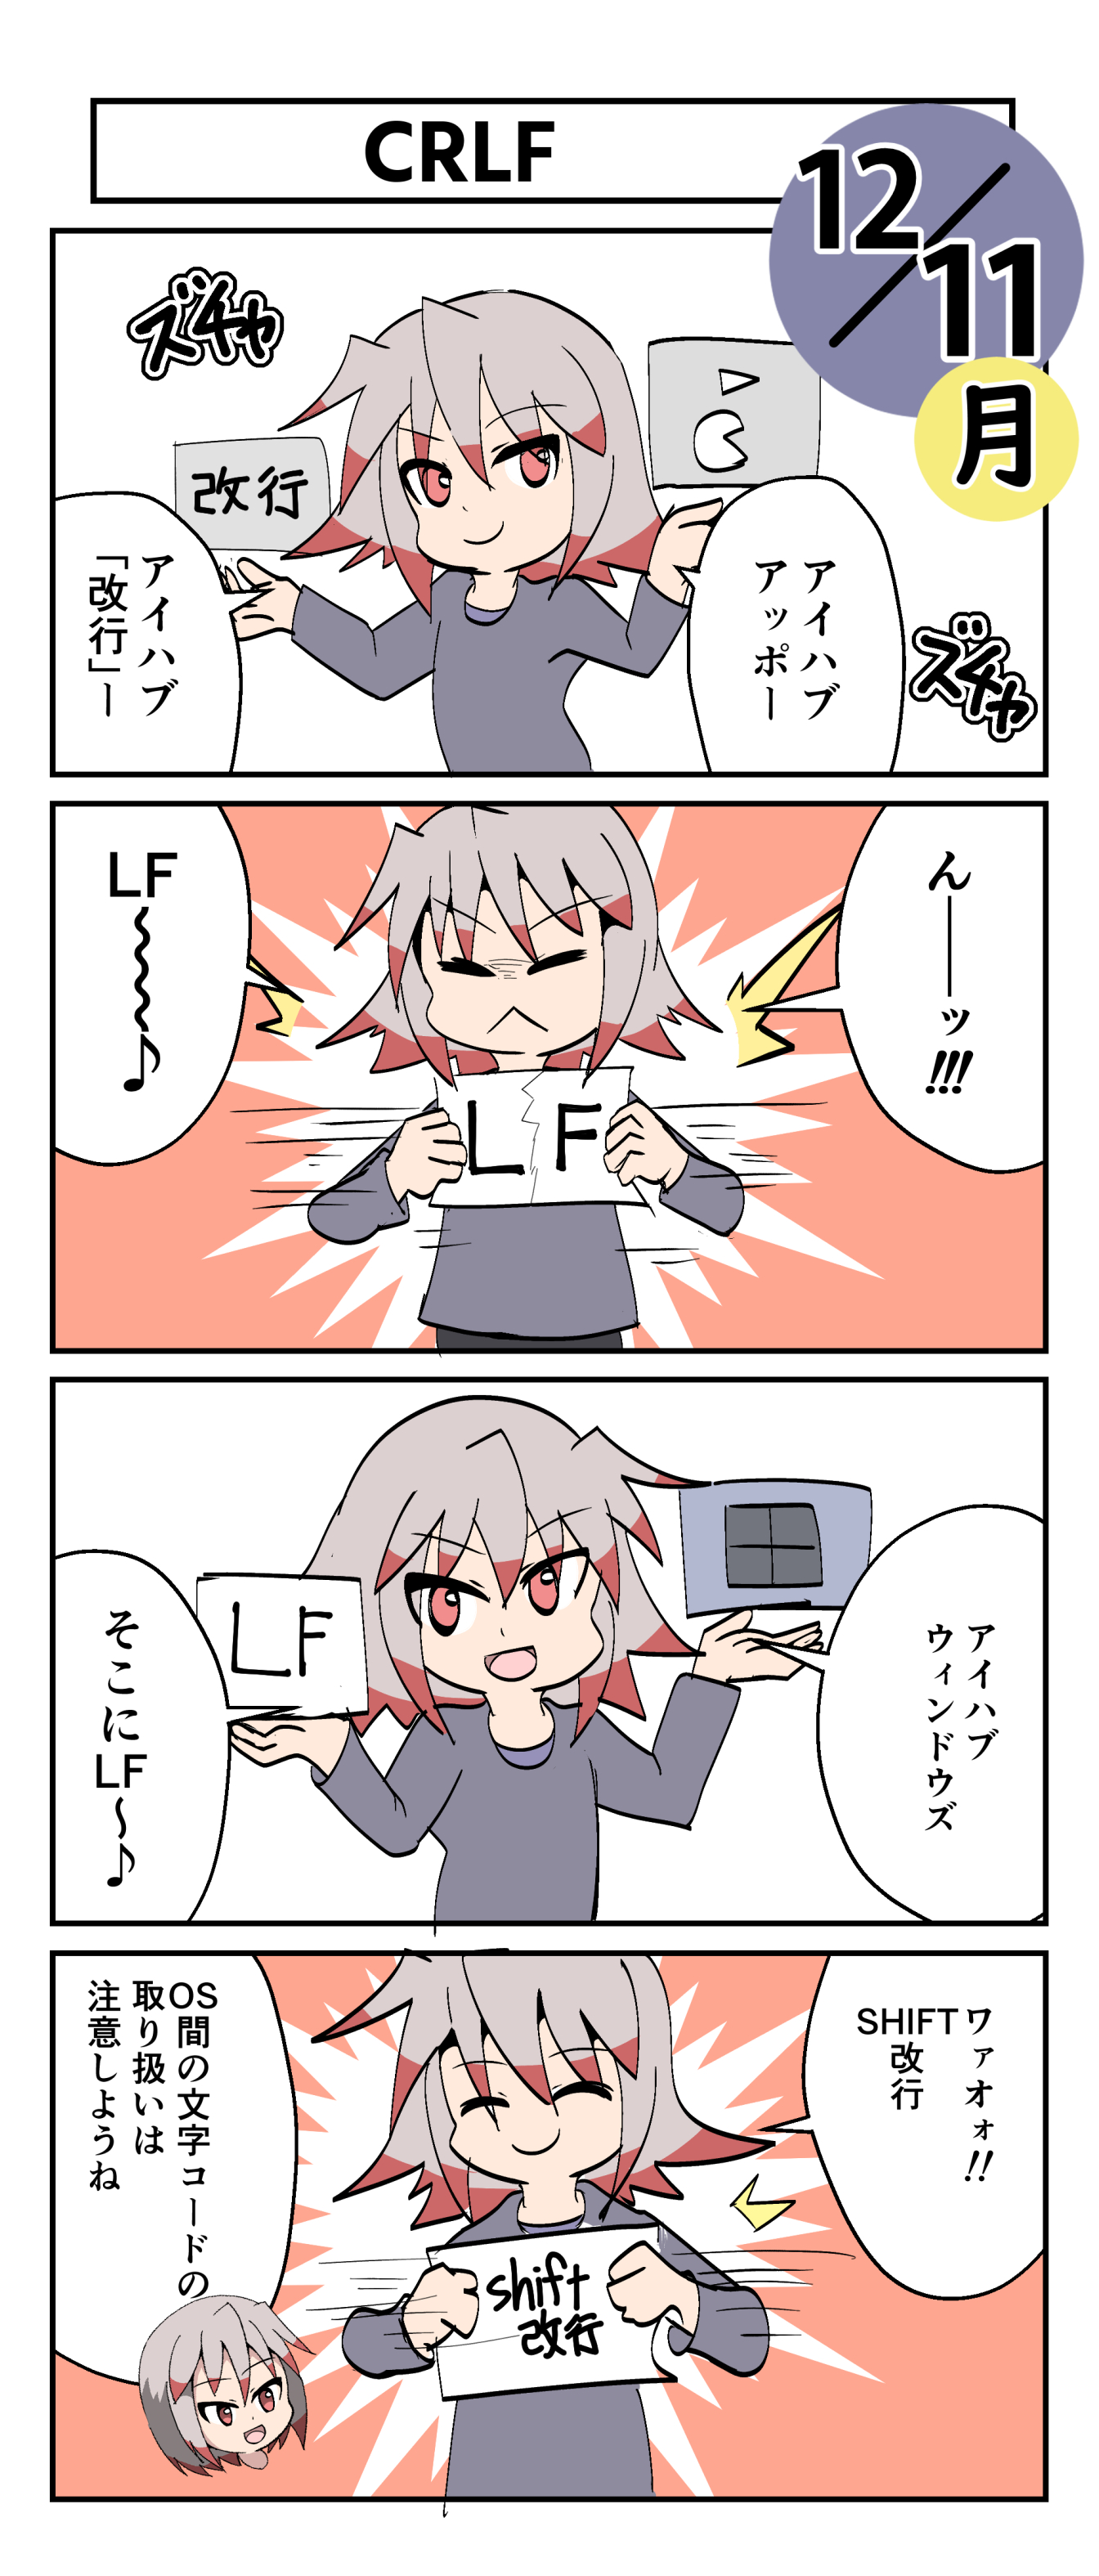 CRLF
12/11
月
ズチャ
アイハブ
アッポー
ズチャ
改行
アイハブ
「改行」ー
んーーッ!!!
LF〜〜〜〜♪
LF
アイハブ
ウィンドウズ
LF
そこにLF〜♪
ワァオォ!!
SHIFT
改行
shift
改行
OS間の文字コードの
取り扱いは
注意しようね